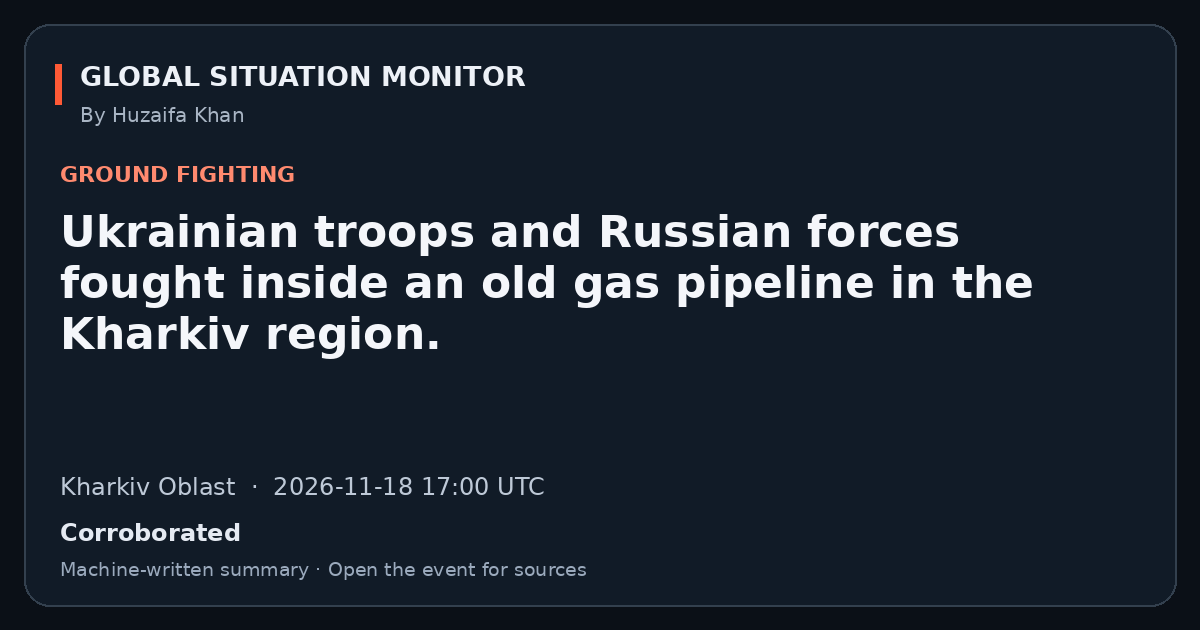 GLOBAL SITUATION MONITOR
By Huzaifa Khan
GROUND FIGHTING
Ukrainian troops and Russian forces
fought inside an old gas pipeline in the
Kharkiv region.
Kharkiv Oblast · 2026-11-18 17:00 UTC
Corroborated
Machine-written summary · Open the event for sources